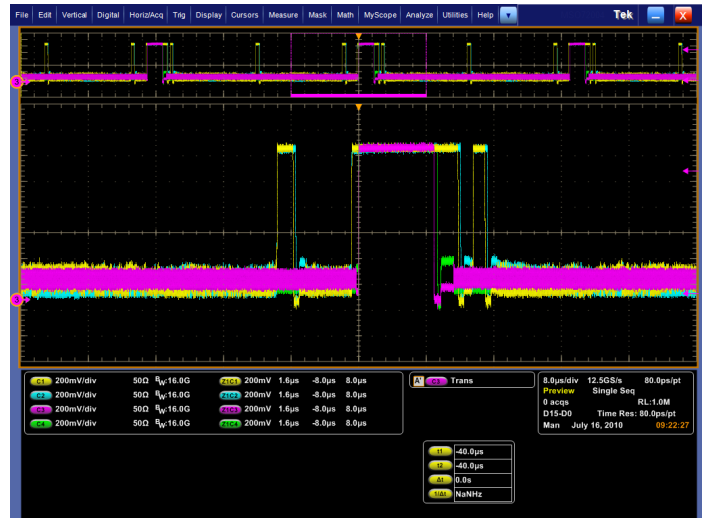 File Edit Vertical Digital Horiz/Acq Trig Display Cursors Measure Mask Math MyScope Analyze Utilities Help Tek X
3
3
C1 200mV/div 50Ω BW:16.0G Z1C1 200mV 1.6µs -8.0µs 8.0µs
C2 200mV/div 50Ω BW:16.0G Z1C2 200mV 1.6µs -8.0µs 8.0µs
C3 200mV/div 50Ω BW:16.0G Z1C3 200mV 1.6µs -8.0µs 8.0µs
C4 200mV/div 50Ω BW:16.0G Z1C4 200mV 1.6µs -8.0µs 8.0µs
A' C3 Trans
8.0µs/div 12.5GS/s 80.0ps/pt
Preview Single Seq
0 acqs RL:1.0M
D15-D0 Time Res: 80.0ps/pt
Man July 16, 2010 09:22:27
t1 -40.0µs
t2 -40.0µs
Δt 0.0s
1/Δt NaNHz